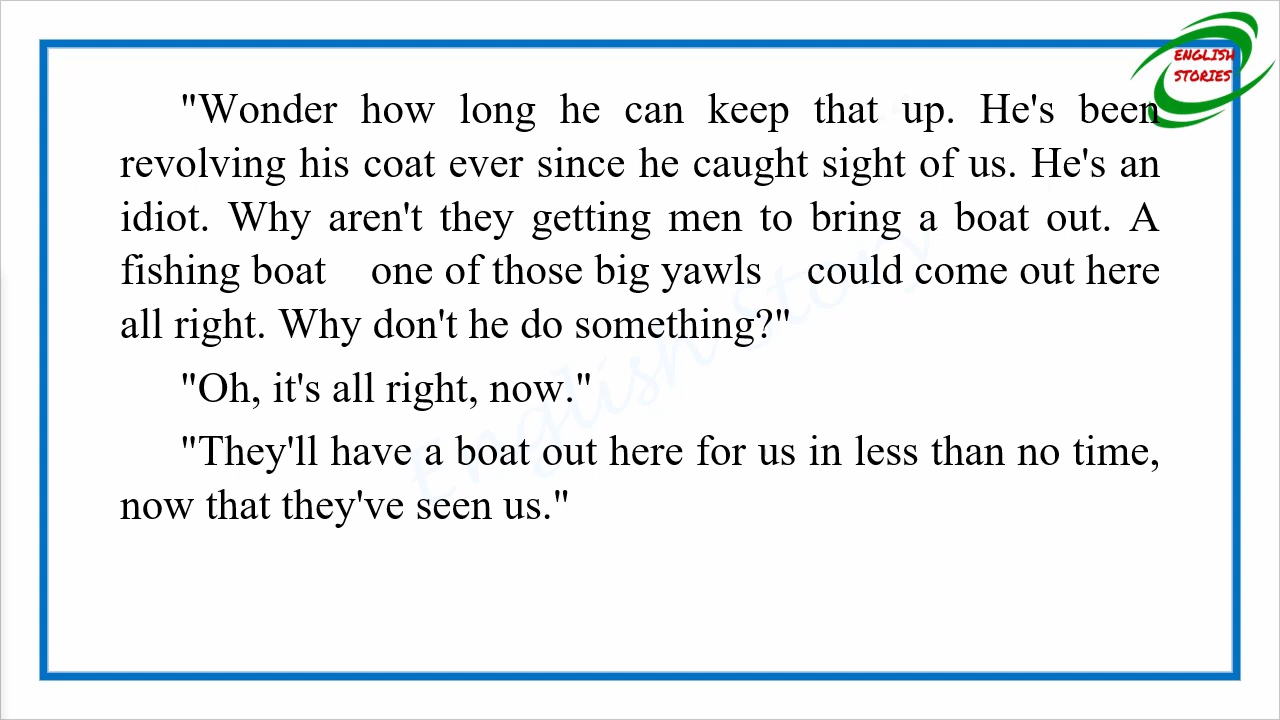 ENGLISH
STORIES
"Wonder how long he can keep that up. He's been
revolving his coat ever since he caught sight of us. He's an
idiot. Why aren't they getting men to bring a boat out. A
fishing boat    one of those big yawls    could come out here
all right. Why don't he do something?"
"Oh, it's all right, now."
"They'll have a boat out here for us in less than no time,
now that they've seen us."
English Story